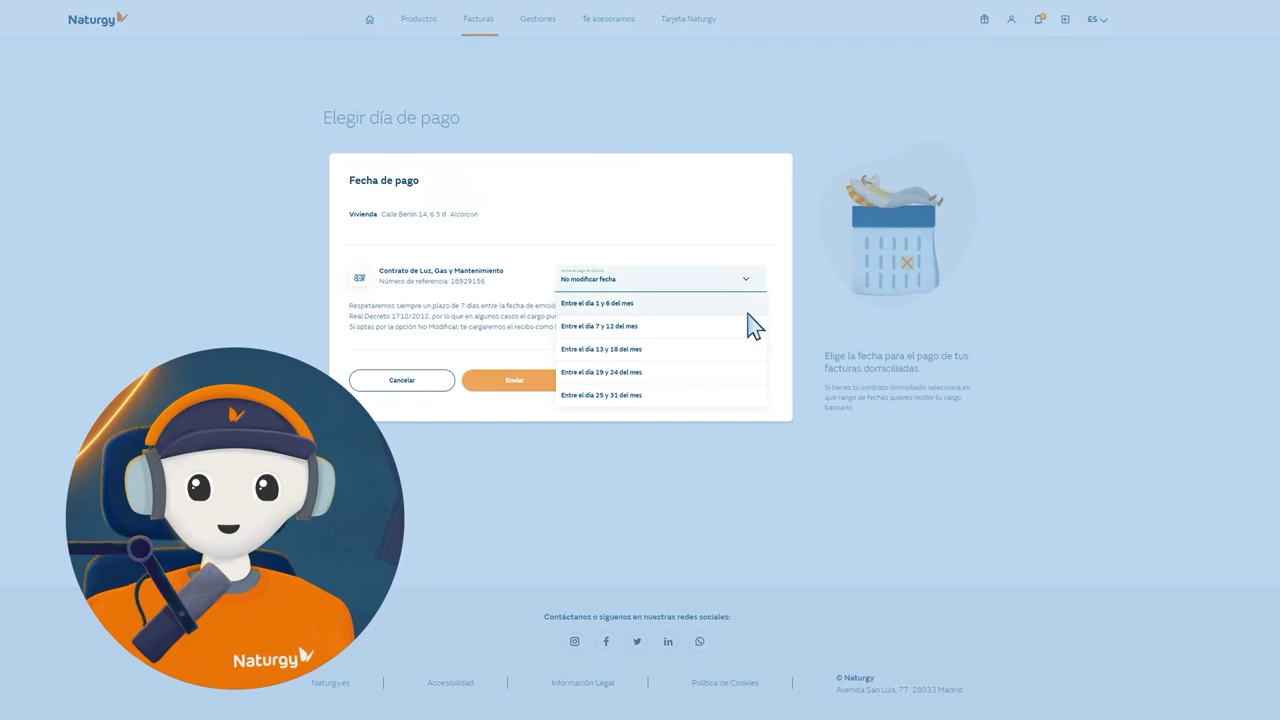 Naturgy
Productos
Facturas
Gestiones
Te asesoramos
Tarjeta Naturgy
ES
Elegir día de pago
Fecha de pago
Vivienda Calle Berlin 14, 6 5 d Alcorcon
Contrato de Luz, Gas y Mantenimiento
Número de referencia: 16929156
Fecha de pago de factura
No modificar fecha
Entre el día 1 y 6 del mes
Entre el día 7 y 12 del mes
Entre el día 13 y 18 del mes
Entre el día 19 y 24 del mes
Entre el día 25 y 31 del mes
Respetaremos siempre un plazo de 7 días entre la fecha de emisió
Real Decreto 1718/2012, por lo que en algunos casos el cargo pu
Si optas por la opción No Modificar, te cargaremos el recibo como
Cancelar
Enviar
Elige la fecha para el pago de tus
facturas domiciliadas.
Si tienes tu contrato domiciliado selecciona en
qué rango de fechas quieres recibir tu cargo
bancario.
Naturgy
Contáctanos o síguenos en nuestras redes sociales:
Naturgy.es
Accesibilidad
Información Legal
Política de Cookies
© Naturgy
Avenida San Luis, 77. 28033 Madrid